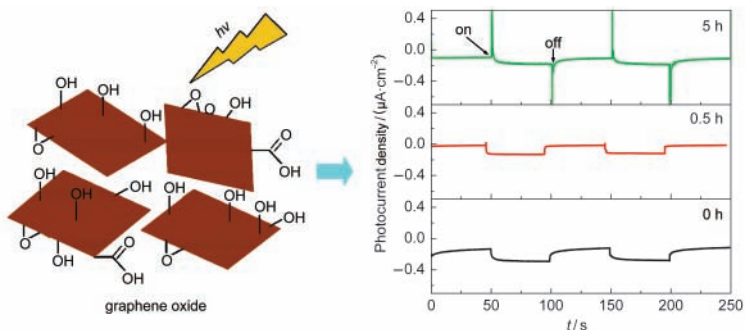 hν
OH
OH
OH
O
O
O
OH
O
OH
OH
OH
OH
O
OH
O
OH
OH
OH
OH
O
OH
graphene oxide
Photocurrent density / (μA·cm⁻²)
0.4
0.0
−0.4
on
off
5 h
0.4
0.0
−0.4
0.5 h
0.4
0.0
−0.4
0 h
0
50
100
150
200
250
t / s